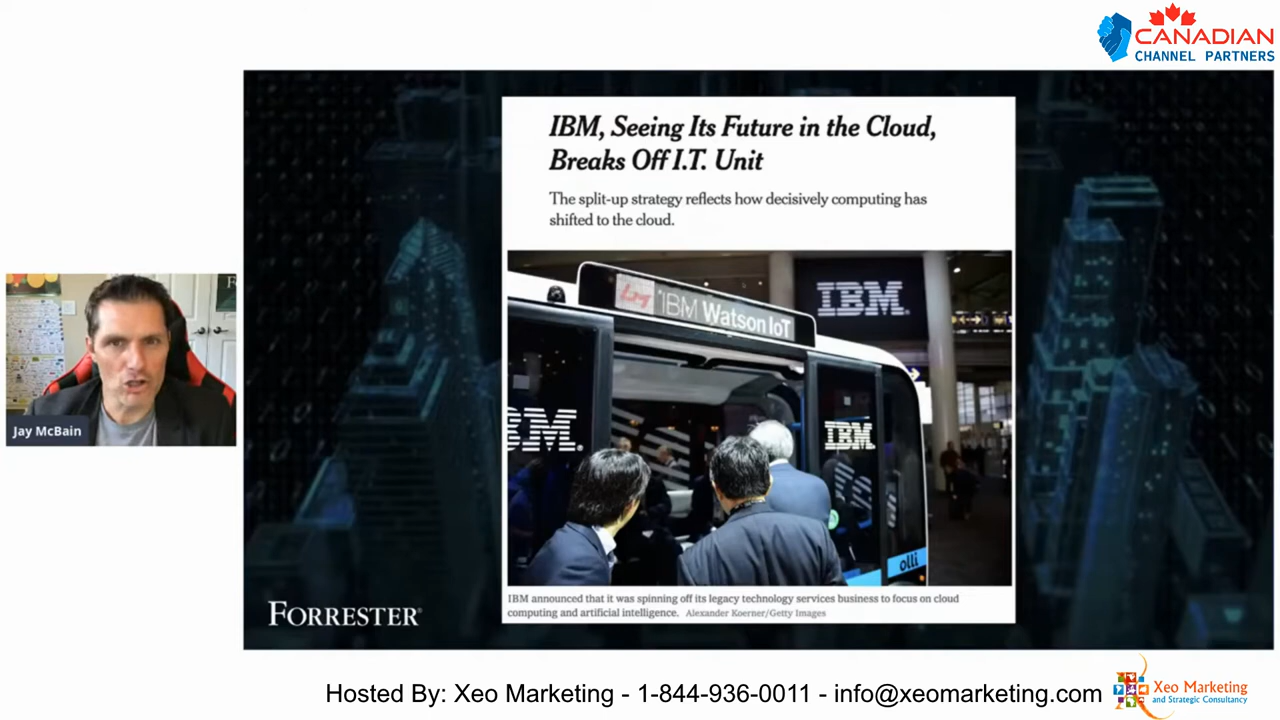 CANADIAN
CHANNEL PARTNERS
IBM, Seeing Its Future in the Cloud,
Breaks Off I.T. Unit
The split-up strategy reflects how decisively computing has
shifted to the cloud.
IBM Watson IoT
IBM
IBM.
IBM
olli
Jay McBain
IBM announced that it was spinning off its legacy technology services business to focus on cloud
computing and artificial intelligence. Alexander Koerner/Getty Images
FORRESTER®
Hosted By: Xeo Marketing - 1-844-936-0011 - info@xeomarketing.com
Xeo Marketing
and Strategic Consultancy